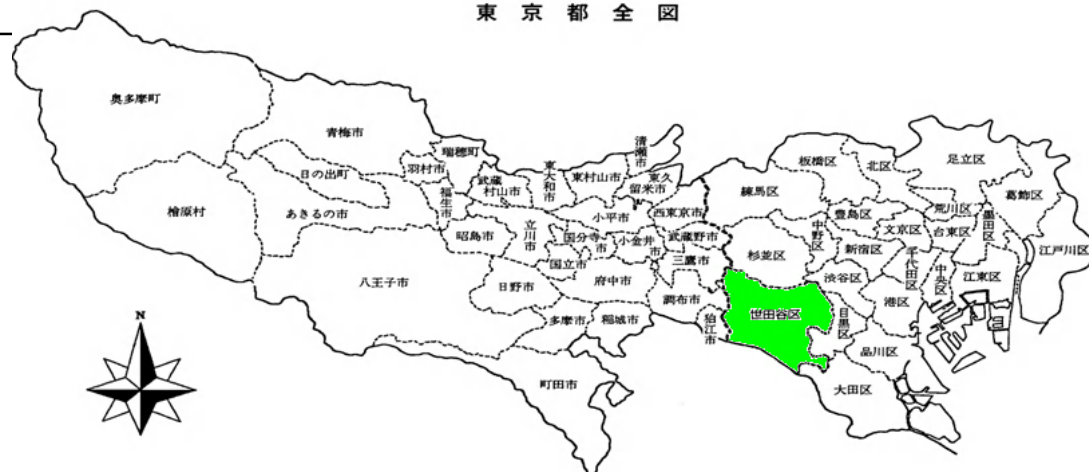 東京都全図
奥多摩町
青梅市
瑞穂町
羽村市
日の出町
檜原村
あきるの市
福生市
武蔵村山市
東大和市
東村山市
清瀬市
東久留米市
昭島市
立川市
小平市
西東京市
国分寺市
小金井市
武蔵野市
国立市
三鷹市
八王子市
日野市
府中市
調布市
多摩市
稲城市
狛江市
町田市
板橋区
北区
足立区
練馬区
葛飾区
豊島区
荒川区
墨田区
中野区
文京区
台東区
杉並区
新宿区
千代田区
江戸川区
渋谷区
中央区
江東区
港区
世田谷区
目黒区
品川区
大田区
N